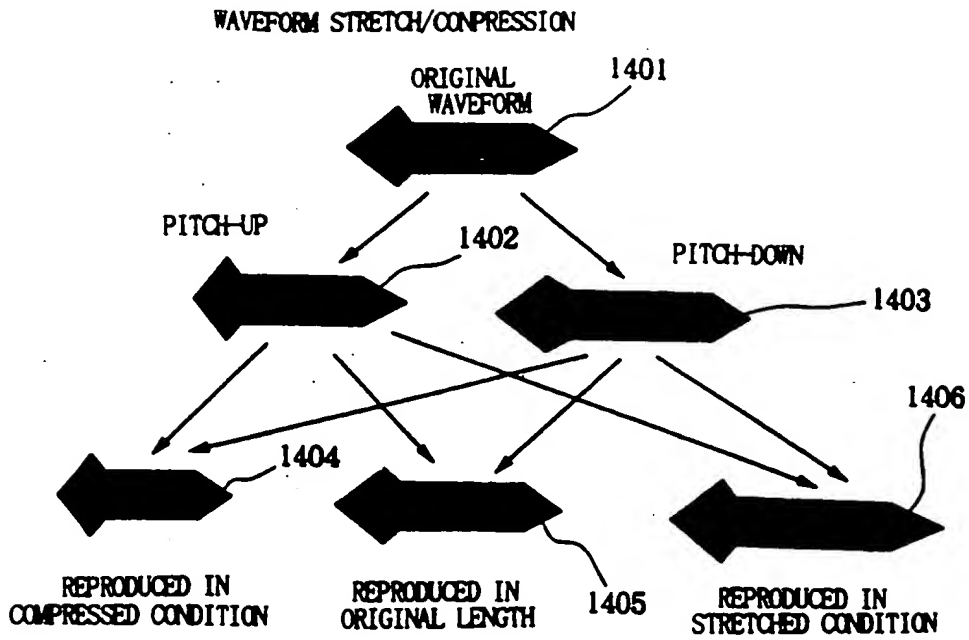 WAVEFORM STRETCH/CONPRESSION
ORIGINAL
WAVEFORM
1401
PITCH-UP
1402
PITCH-DOWN
1403
1404
1406
REPRODUCED IN
COMPRESSED CONDITION
REPRODUCED IN
ORIGINAL LENGTH
1405
REPRODUCED IN
STRETCHED CONDITION